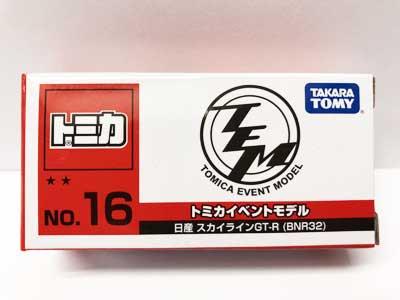 トミカ
★★
NO. 16
TEM
TOMICA EVENT MODEL
TAKARA
TOMY
トミカイベントモデル
日産 スカイラインGT-R (BNR32)